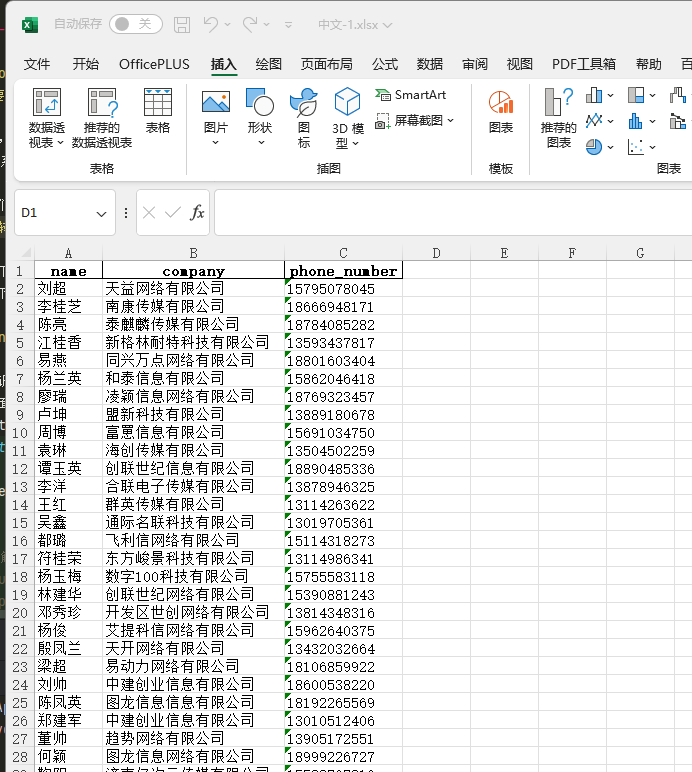 自动保存 关 中文-1.xlsx
文件 开始 OfficePLUS 插入 绘图 页面布局 公式 数据 审阅 视图 PDF工具箱 帮助 百
数据透视表 推荐的数据透视表 表格 图片 形状 图标 3D 模型 SmartArt 屏幕截图 图表 推荐的图表
表格 插图 模板 图表
D1 fx
A B C D E F G
1 name company phone_number
2 刘超 天益网络有限公司 15795078045
3 李桂芝 南康传媒有限公司 18666948171
4 陈亮 泰麒麟传媒有限公司 18784085282
5 江桂香 新格林耐特科技有限公司 13593437817
6 易燕 同兴万点网络有限公司 18801603404
7 杨兰英 和泰信息有限公司 15862046418
8 廖瑞 凌颖信息网络有限公司 18769323457
9 卢坤 盟新科技有限公司 13889180678
10 周博 富罳信息有限公司 15691034750
11 袁琳 海创传媒有限公司 13504502259
12 谭玉英 创联世纪信息有限公司 18890485336
13 李洋 合联电子传媒有限公司 13878946325
14 王红 群英传媒有限公司 13114263622
15 吴鑫 通际名联科技有限公司 13019705361
16 都璐 飞利信网络有限公司 15114318273
17 符桂荣 东方峻景科技有限公司 13114986341
18 杨玉梅 数字100科技有限公司 15755583118
19 林建华 创联世纪网络有限公司 15390881243
20 邓秀珍 开发区世创网络有限公司 13814348316
21 杨俊 艾提科信网络有限公司 15962640375
22 殷凤兰 天开网络有限公司 13432032664
23 梁超 易动力网络有限公司 18106859922
24 刘帅 中建创业信息有限公司 18600538220
25 陈凤英 图龙信息信息有限公司 18192265569
26 郑建军 中建创业信息有限公司 13010512406
27 董帅 趋势网络有限公司 13905172551
28 何颖 图龙信息网络有限公司 18999226727